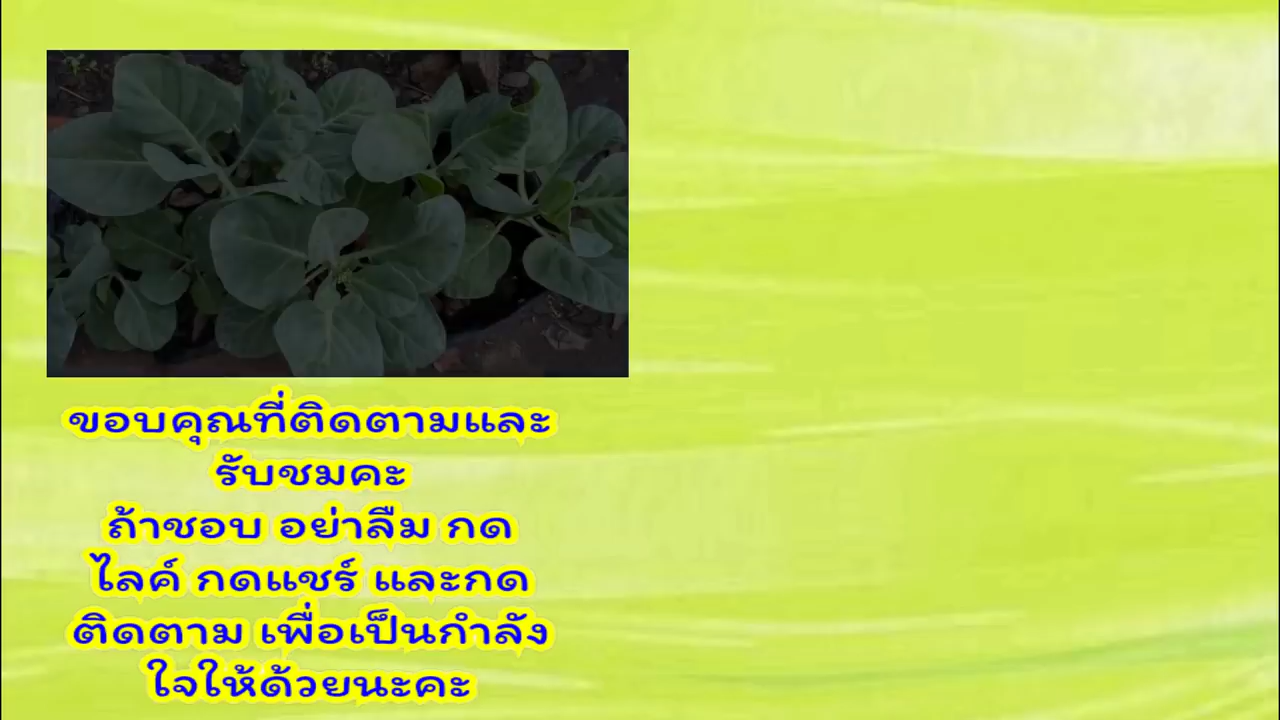 ขอบคุณที่ติดตามและ
รับชมคะ
ถ้าชอบ อย่าลืม กด
ไลค์ กดแชร์ และกด
ติดตาม เพื่อเป็นกำลัง
ใจให้ด้วยนะคะ